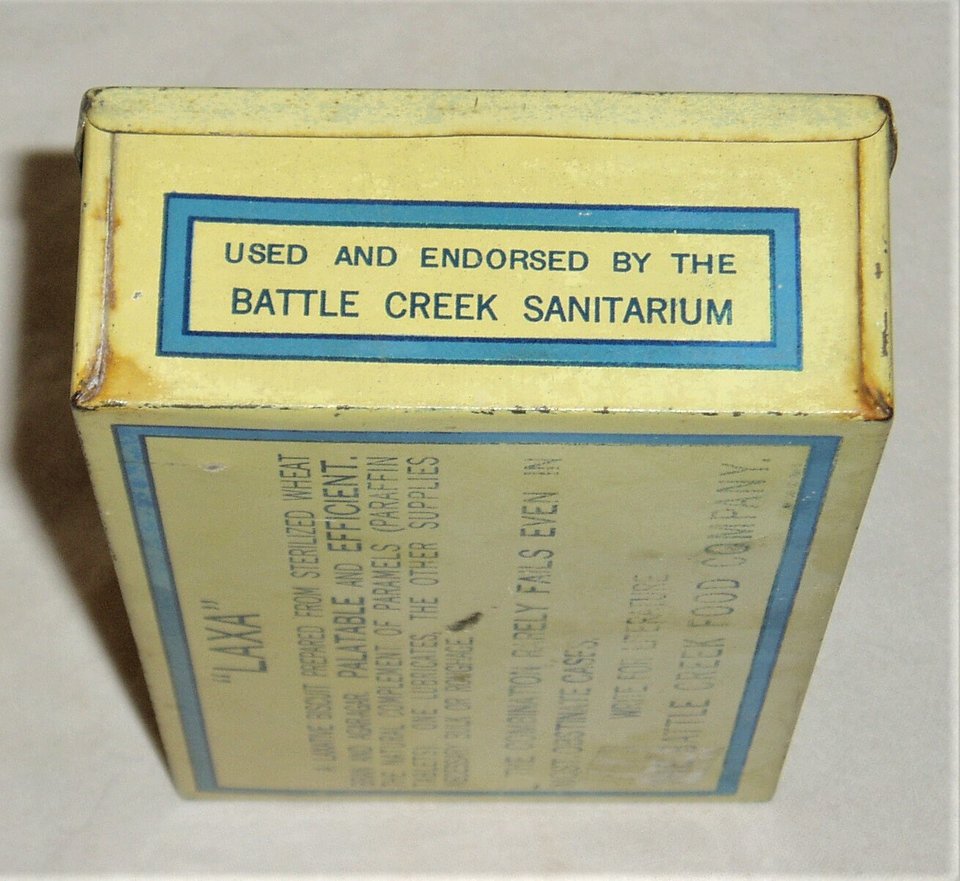 USED AND ENDORSED BY THE
BATTLE CREEK SANITARIUM
"LAXA"
A LAXATIVE BISCUIT PREPARED FROM STERILIZED WHEAT
BRAN AND AGAR AGAR. PALATABLE AND EFFICIENT.
THE NATURAL COMPLEMENT OF PARAMELS (PARAFFIN
TABLETS). ONE LUBRICATES, THE OTHER SUPPLIES
NECESSARY BULK OR ROUGHAGE.
THE COMBINATION RARELY FAILS EVEN IN
MOST OBSTINATE CASES.
WRITE FOR LITERATURE
THE BATTLE CREEK FOOD COMPANY.